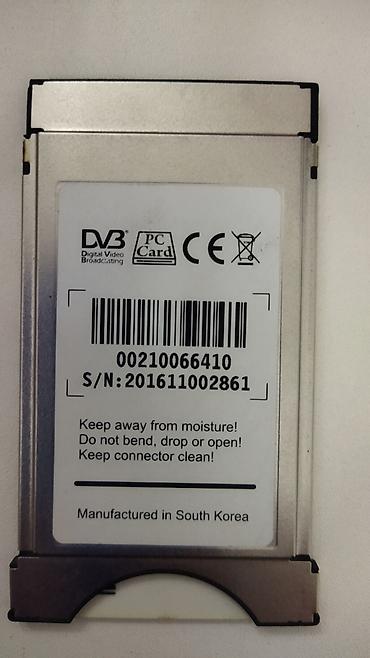 DVB®
Digital Video
Broadcasting
PC
Card
CE
00210066410
S/N:201611002861
Keep away from moisture!
Do not bend, drop or open!
Keep connector clean!
Manufactured in South Korea